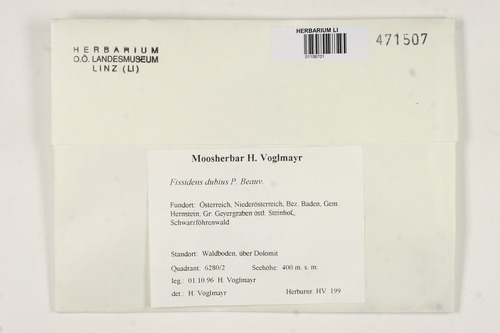 HERBARIUM
O.Ö. LANDESMUSEUM
LINZ (LI)
HERBARIUM LI
01106701
471507
Moosherbar H. Voglmayr
Fissidens dubius P. Beauv.
Fundort: Österreich, Niederösterreich, Bez. Baden, Gem.
Hernstein, Gr. Geyergraben östl. Steinhof,
Schwarzföhrenwald
Standort: Waldboden, über Dolomit
Quadrant: 6280/2 Seehöhe: 400 m. s. m.
leg.: 01.10.96 H. Voglmayr
det.: H. Voglmayr Herbarnr. HV 199